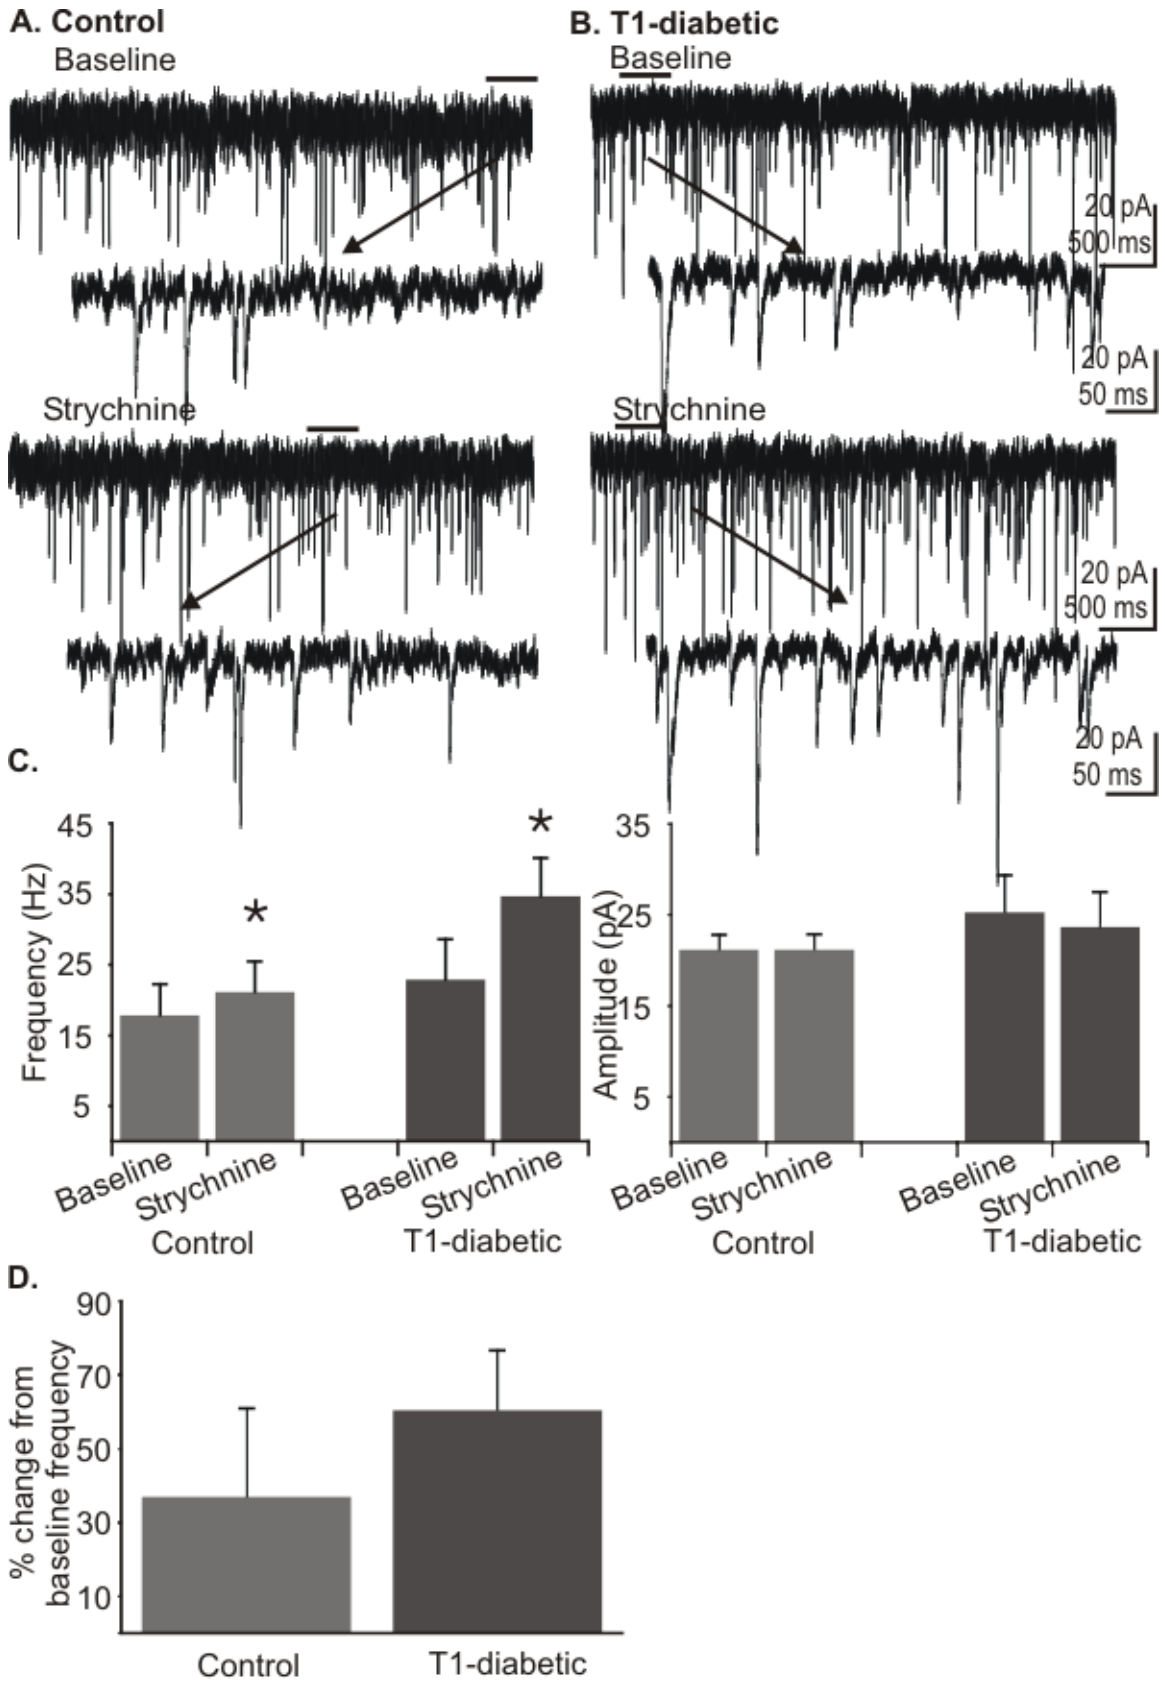 A. Control
Baseline
B. T1-diabetic
Baseline
20 pA
500 ms
20 pA
50 ms
Strychnine
Strychnine
20 pA
500 ms
20 pA
50 ms
C.
45
35
25
15
5
Frequency (Hz)
*
*
Baseline
Strychnine
Baseline
Strychnine
Control
T1-diabetic
35
25
15
5
Amplitude (pA)
Baseline
Strychnine
Baseline
Strychnine
Control
T1-diabetic
D.
90
70
50
30
10
% change from
baseline frequency
Control
T1-diabetic